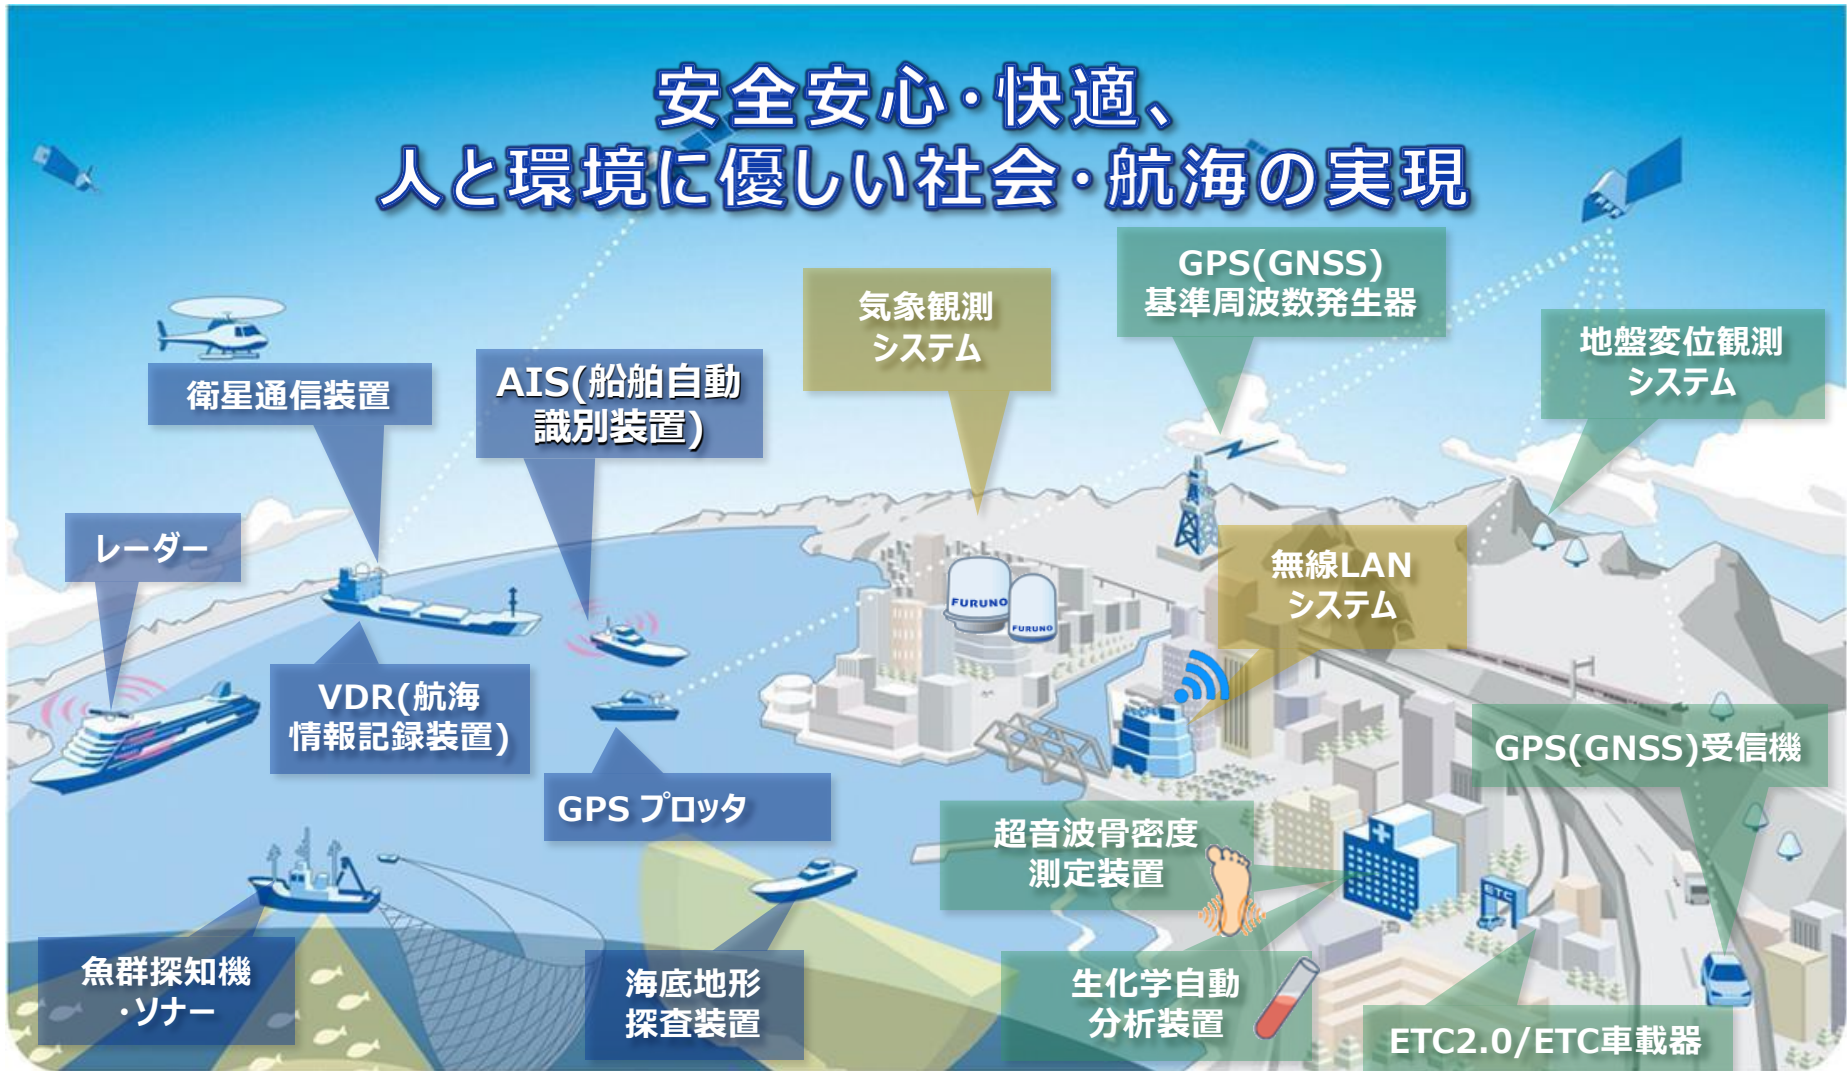 安全安心・快適、
人と環境に優しい社会・航海の実現
GPS(GNSS)
基準周波数発生器
気象観測
システム
地盤変位観測
システム
衛星通信装置
AIS(船舶自動
識別装置)
レーダー
無線LAN
システム
FURUNO
FURUNO
VDR(航海
情報記録装置)
GPS プロッタ
GPS(GNSS)受信機
超音波骨密度
測定装置
ETC
魚群探知機
・ソナー
海底地形
探査装置
生化学自動
分析装置
ETC2.0/ETC車載器